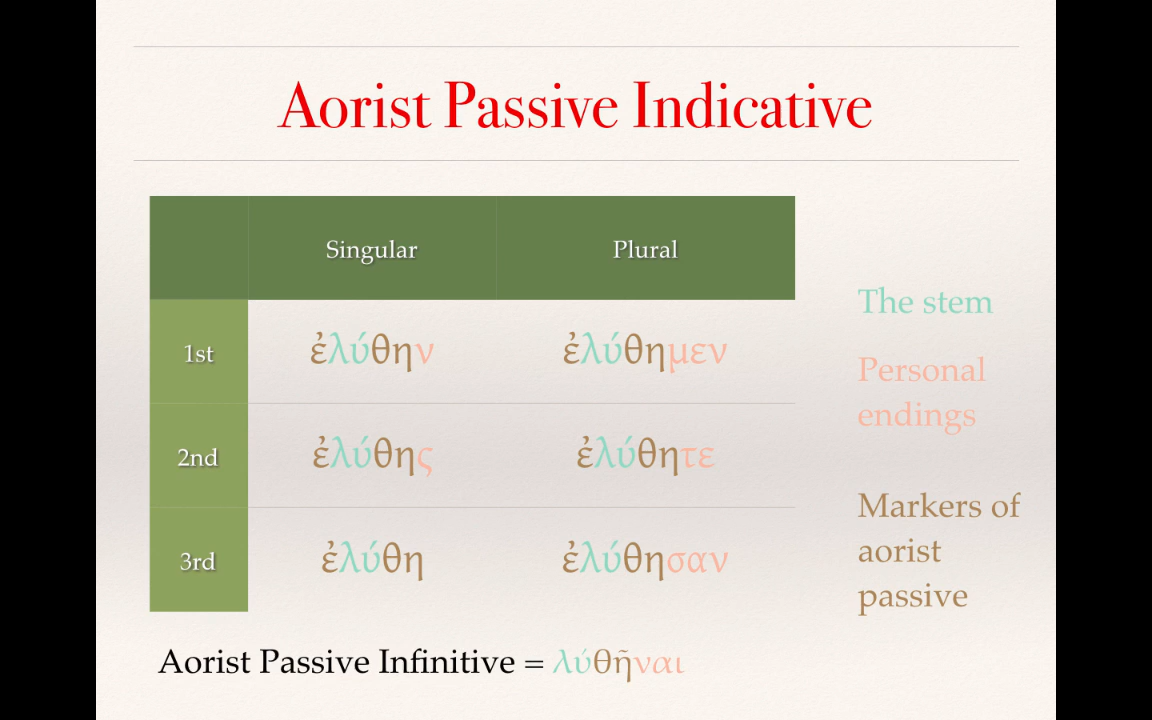 Aorist Passive Indicative
Singular Plural
1st ἐλύθην ἐλύθημεν
2nd ἐλύθης ἐλύθητε
3rd ἐλύθη ἐλύθησαν
The stem
Personal
endings
Markers of
aorist
passive
Aorist Passive Infinitive = λύθῆναι